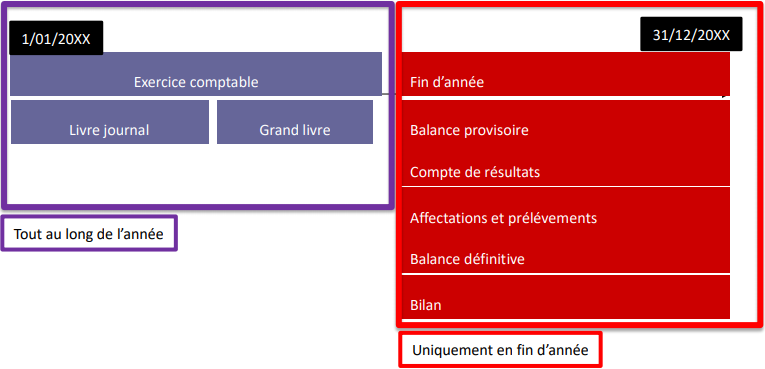 1/01/20XX
31/12/20XX
Exercice comptable
Fin d’année
Livre journal
Grand livre
Balance provisoire
Compte de résultats
Affectations et prélévements
Balance définitive
Bilan
Tout au long de l’année
Uniquement en fin d’année